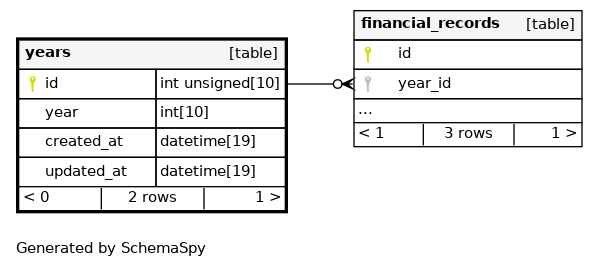 years [table]
id int unsigned[10]
year int[10]
created_at datetime[19]
updated_at datetime[19]
< 0 2 rows 1 >
financial_records [table]
id
year_id
...
< 1 3 rows 1 >
Generated by SchemaSpy